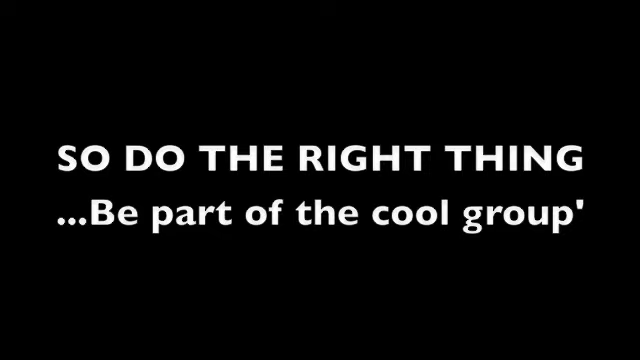 SO DO THE RIGHT THING
...Be part of the cool group'